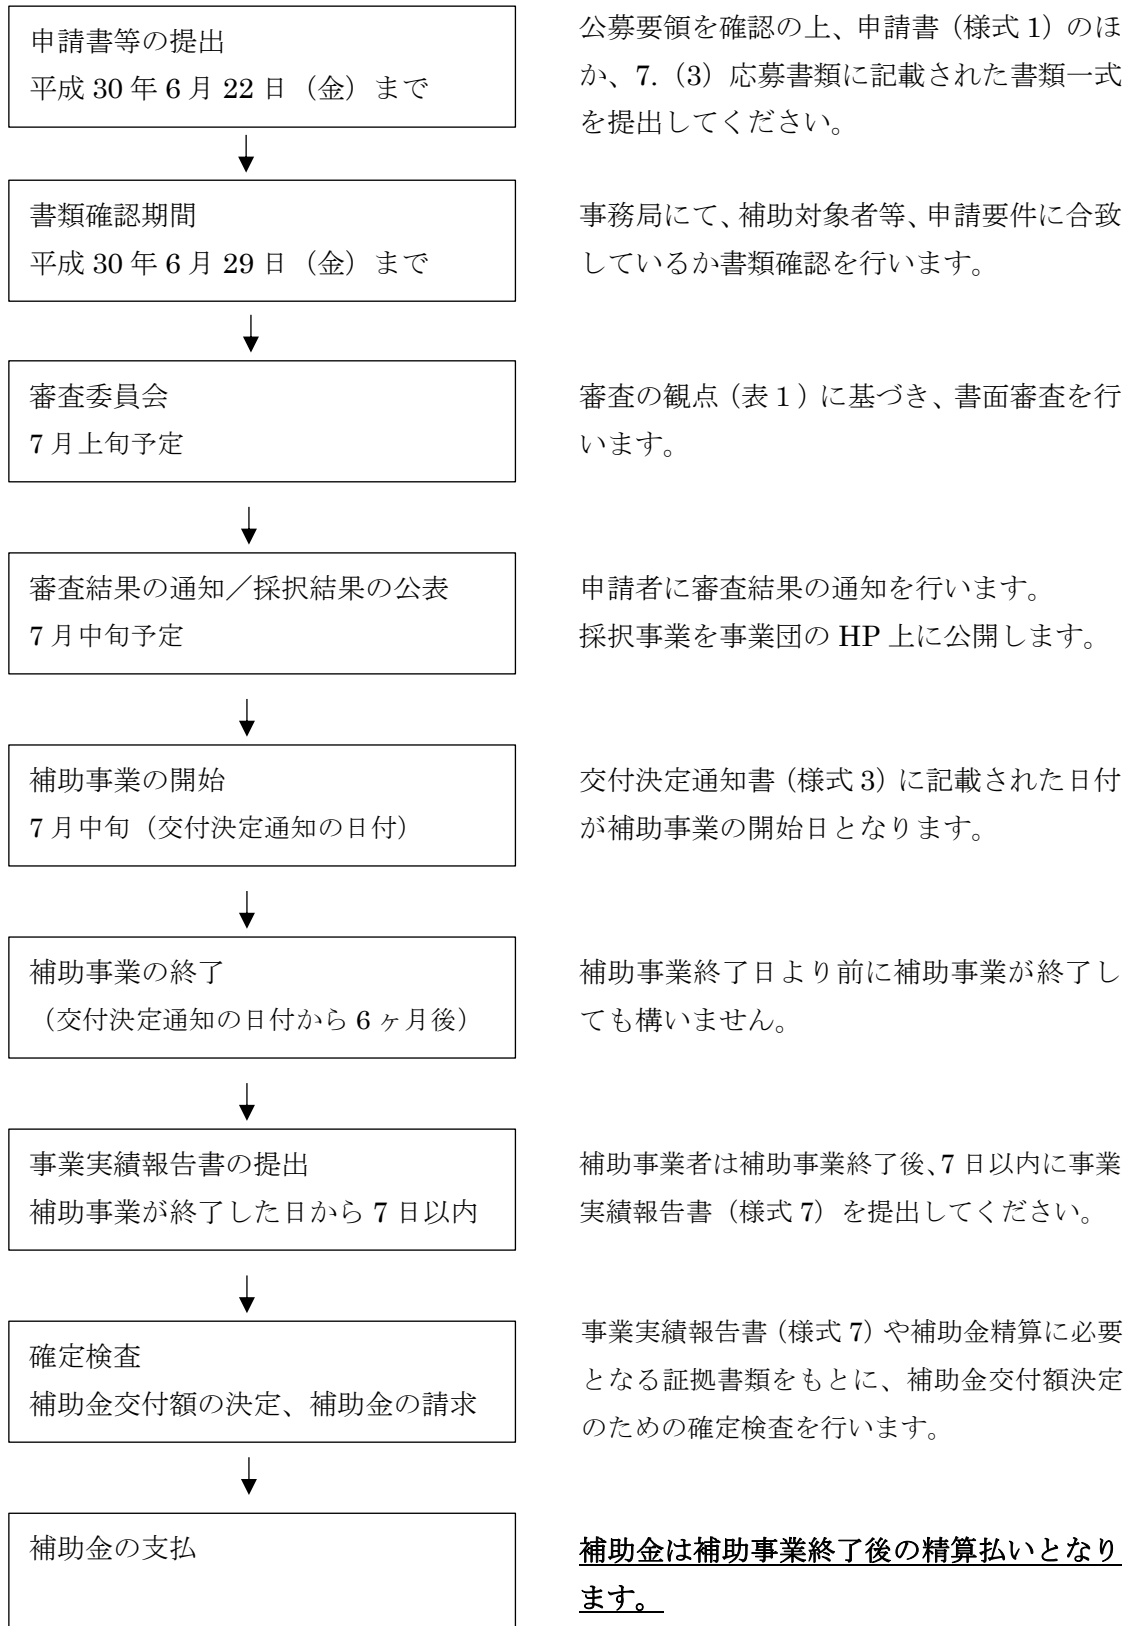 申請書等の提出
平成 30 年 6 月 22 日（金）まで
公募要領を確認の上、申請書（様式 1）のほ
か、7.（3）応募書類に記載された書類一式
を提出してください。
書類確認期間
平成 30 年 6 月 29 日（金）まで
事務局にて、補助対象者等、申請要件に合致
しているか書類確認を行います。
審査委員会
7 月上旬予定
審査の観点（表１）に基づき、書面審査を行
います。
審査結果の通知／採択結果の公表
7 月中旬予定
申請者に審査結果の通知を行います。
採択事業を事業団の HP 上に公開します。
補助事業の開始
7 月中旬（交付決定通知の日付）
交付決定通知書（様式 3）に記載された日付
が補助事業の開始日となります。
補助事業の終了
（交付決定通知の日付から 6 ヶ月後）
補助事業終了日より前に補助事業が終了し
ても構いません。
事業実績報告書の提出
補助事業が終了した日から 7 日以内
補助事業者は補助事業終了後、7 日以内に事業
実績報告書（様式 7）を提出してください。
確定検査
補助金交付額の決定、補助金の請求
事業実績報告書（様式 7）や補助金精算に必要
となる証拠書類をもとに、補助金交付額決定
のための確定検査を行います。
補助金の支払
補助金は補助事業終了後の精算払いとなり
ます。